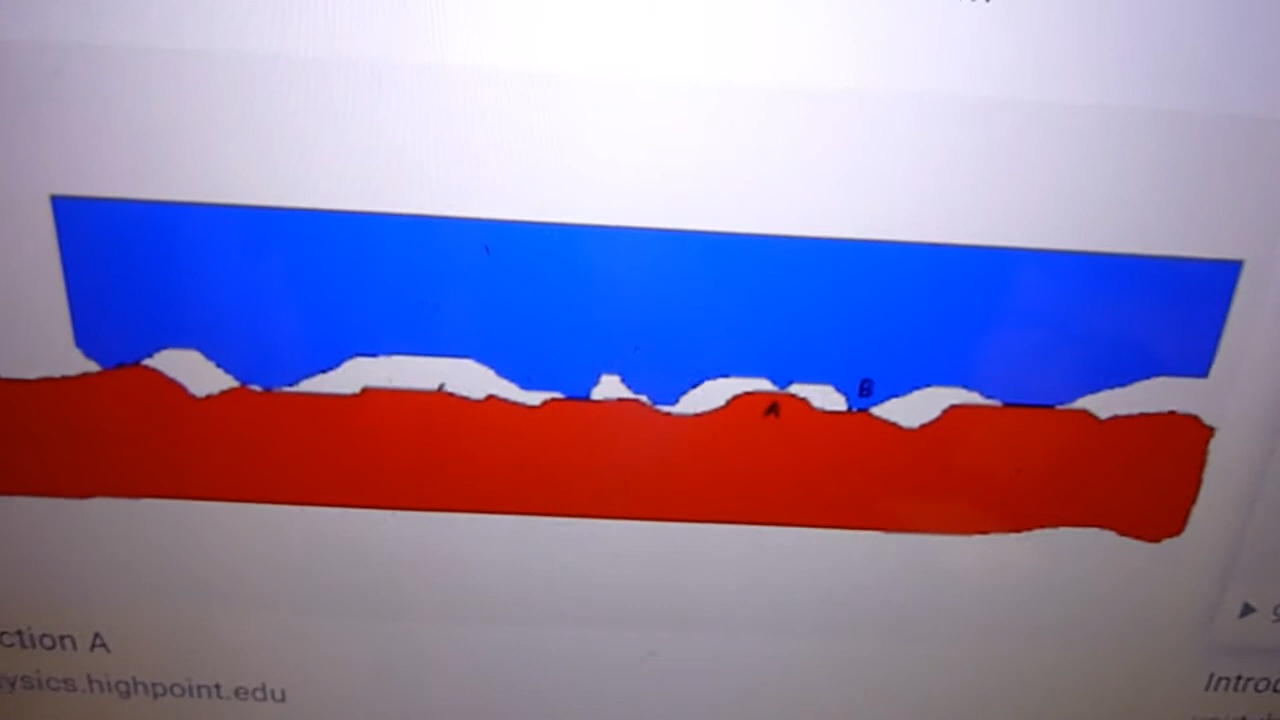 B
A
ction A
ysics.highpoint.edu
Introd